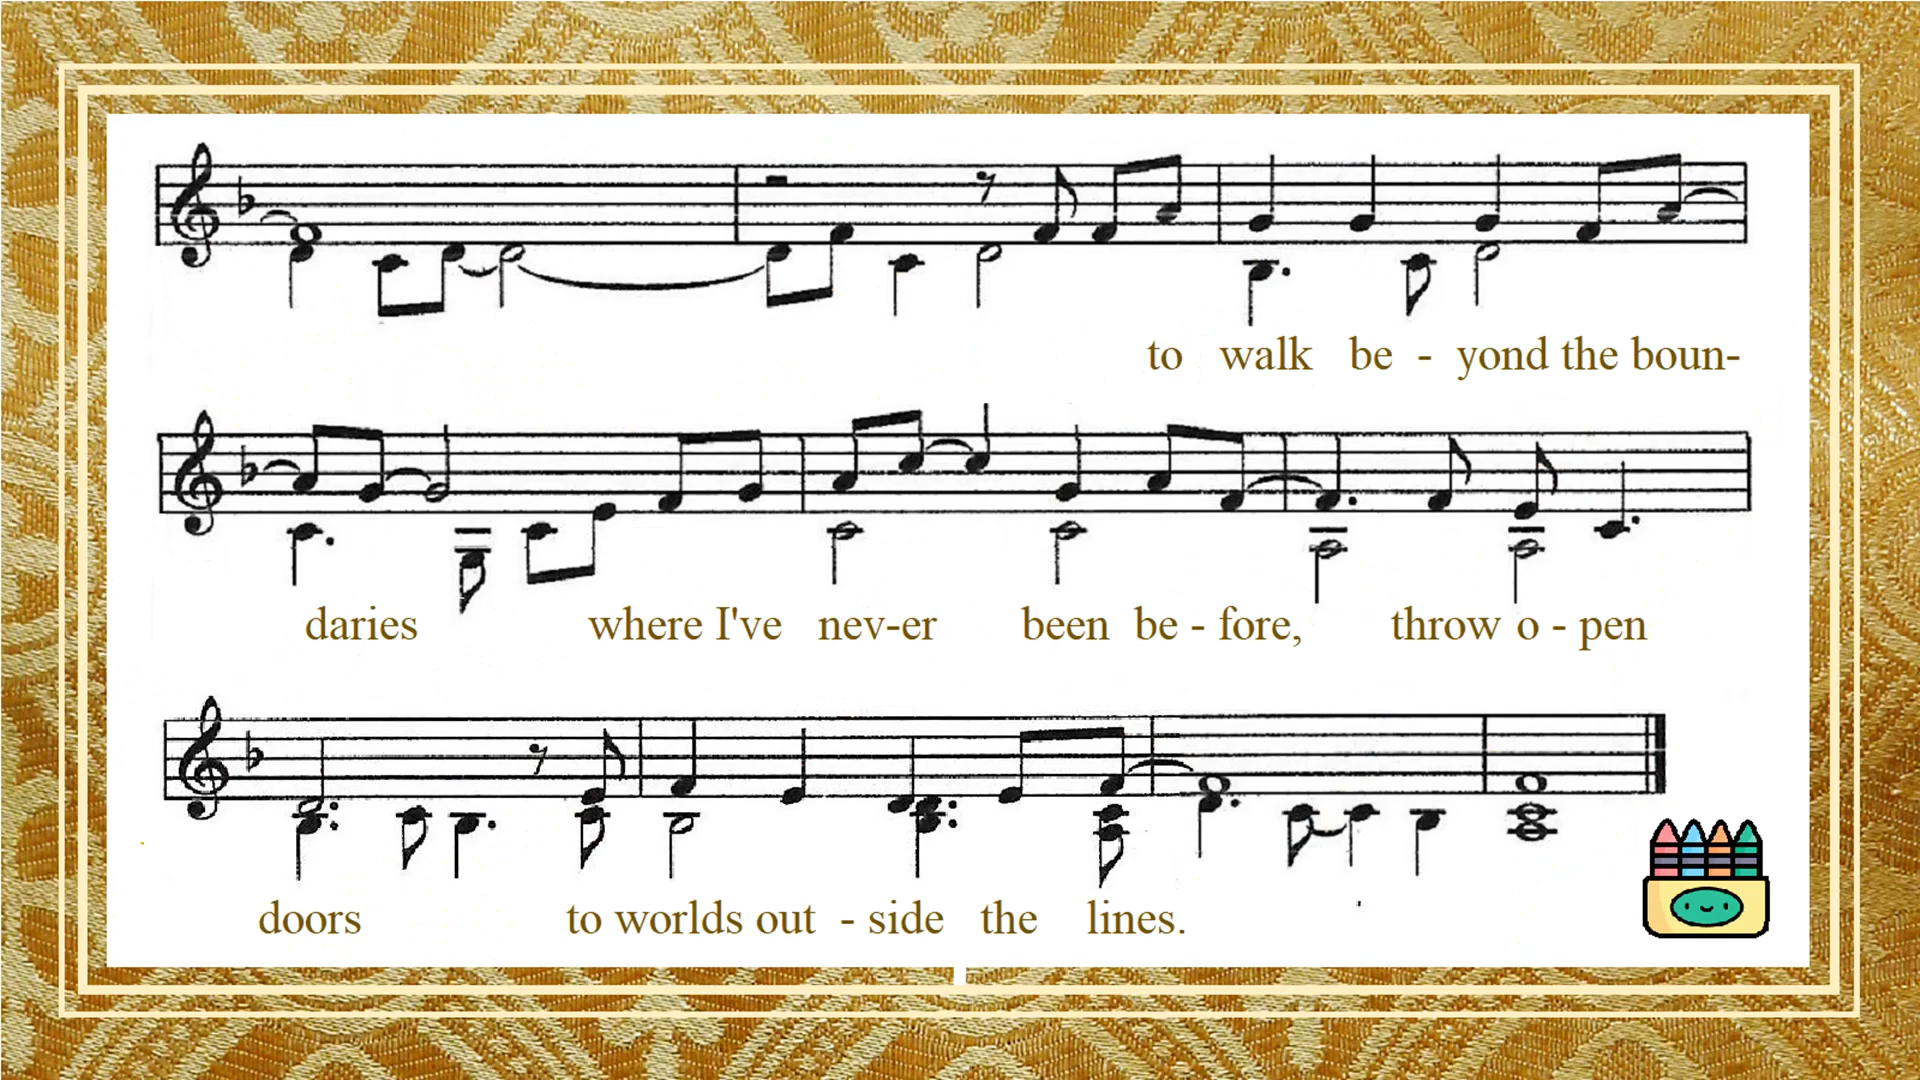 to walk be - yond the boun-
daries where I've nev-er been be - fore, throw o - pen
doors to worlds out - side the lines.